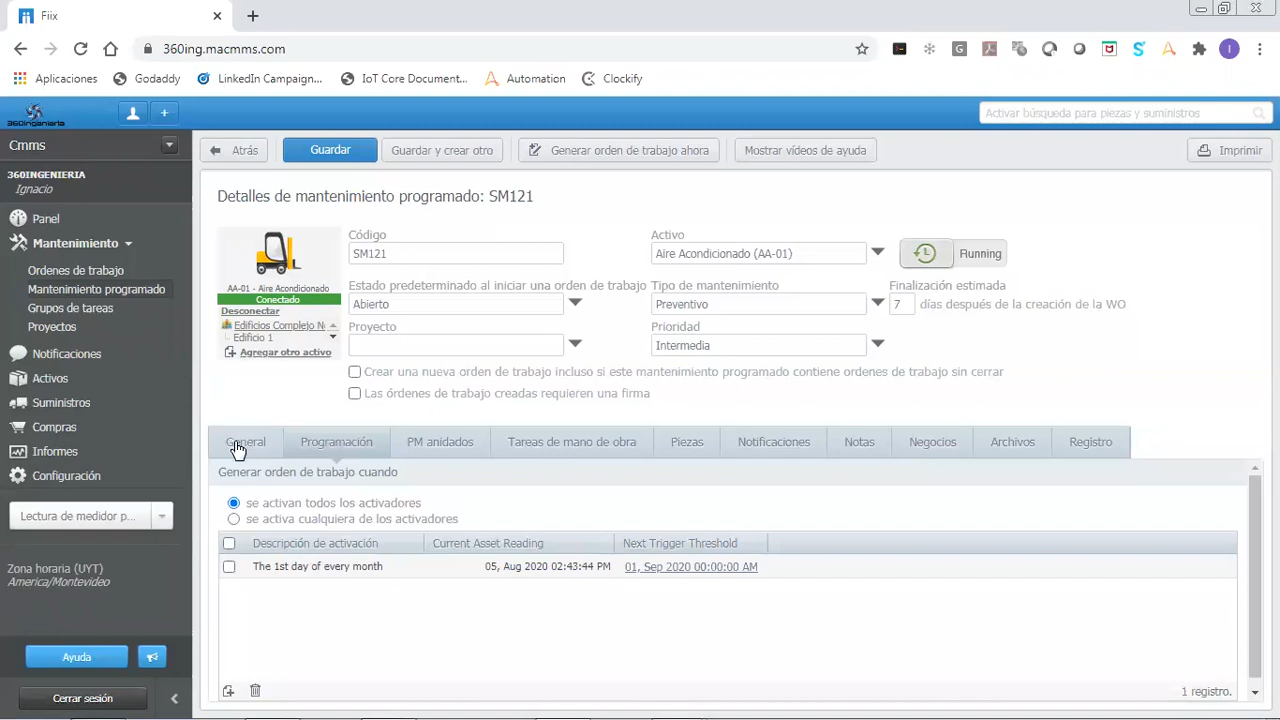 Fiix
360ing.macmms.com
Aplicaciones
Godaddy
LinkedIn Campaign...
IoT Core Document...
Automation
Clockify
I
360ingenieria
Activar búsqueda para piezas y suministros
Cmms
360INGENIERIA
Ignacio
Panel
Mantenimiento
Ordenes de trabajo
Mantenimiento programado
Grupos de tareas
Proyectos
Notificaciones
Activos
Suministros
Compras
Informes
Configuración
Lectura de medidor p...
Zona horaria (UYT)
America/Montevideo
Ayuda
Cerrar sesión
Atrás
Guardar
Guardar y crear otro
Generar orden de trabajo ahora
Mostrar vídeos de ayuda
Imprimir
Detalles de mantenimiento programado: SM121
AA-01 - Aire Acondicionado
Conectado
Desconectar
Edificios Complejo N
Edificio 1
Agregar otro activo
Código
SM121
Activo
Aire Acondicionado (AA-01)
Running
Estado predeterminado al iniciar una orden de trabajo
Abierto
Tipo de mantenimiento
Preventivo
Finalización estimada
7 días después de la creación de la WO
Proyecto
Prioridad
Intermedia
Crear una nueva orden de trabajo incluso si este mantenimiento programado contiene ordenes de trabajo sin cerrar
Las órdenes de trabajo creadas requieren una firma
General
Programación
PM anidados
Tareas de mano de obra
Piezas
Notificaciones
Notas
Negocios
Archivos
Registro
Generar orden de trabajo cuando
se activan todos los activadores
se activa cualquiera de los activadores
Descripción de activación
Current Asset Reading
Next Trigger Threshold
The 1st day of every month
05, Aug 2020 02:43:44 PM
01, Sep 2020 00:00:00 AM
1 registro.